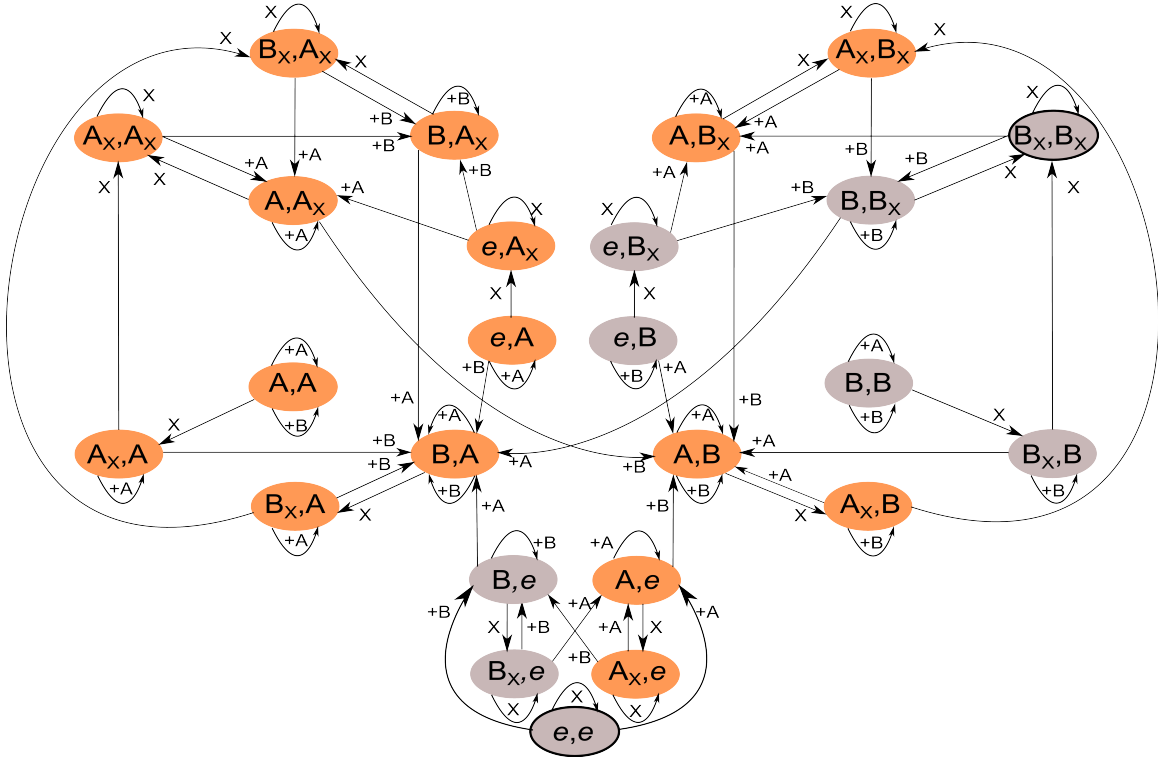 X
X
X
X
B_X,A_X
A_X,B_X
X
X
X
X
+B
+A
X
A_X,A_X
+B
B,A_X
A,B_X
+A
B_X,B_X
+B
+A
+A
+A
+B
+B
X
X
+B
+A
X
X
+A
+B
A,A_X
B,B_X
X
X
+A
+B
e,A_X
e,B_X
X
X
e,A
e,B
+A
+A
+B
+A
A,A
B,B
+A
+B
+A
+B
+B
+B
X
X
+A
+A
+B
+A
A_X,A
B,A
A,B
B_X,B
+B
+A
+B
+A
+A
+B
+B
+B
B_X,A
A_X,B
X
X
+A
+B
+A
+B
+B
+A
B,e
A,e
+B
+A
+A
X
+B
+A
X
+B
B_X,e
A_X,e
X
X
X
e,e